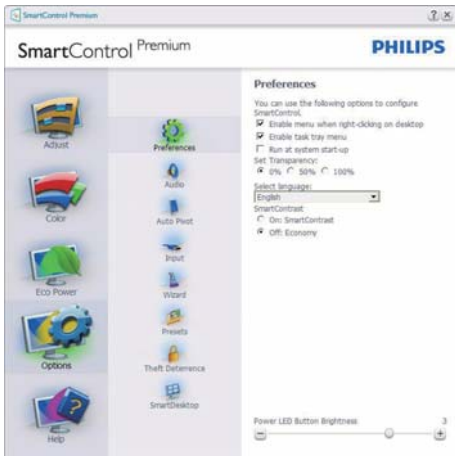 SmartControl Premium
SmartControl Premium
PHILIPS
Adjust
Color
Eco Power
Options
Help
Preferences
Audio
Auto Pivot
Input
Wizard
Presets
Theft Deterrence
SmartDesktop
Preferences
You can use the following options to configure
SmartControl.
Enable menu when right-clicking on desktop
Enable task tray menu
Run at system start-up
Set Transparency:
0% 50% 100%
Select language:
English
SmartContrast
On: SmartContrast
Off: Economy
Power LED Button Brightness 3